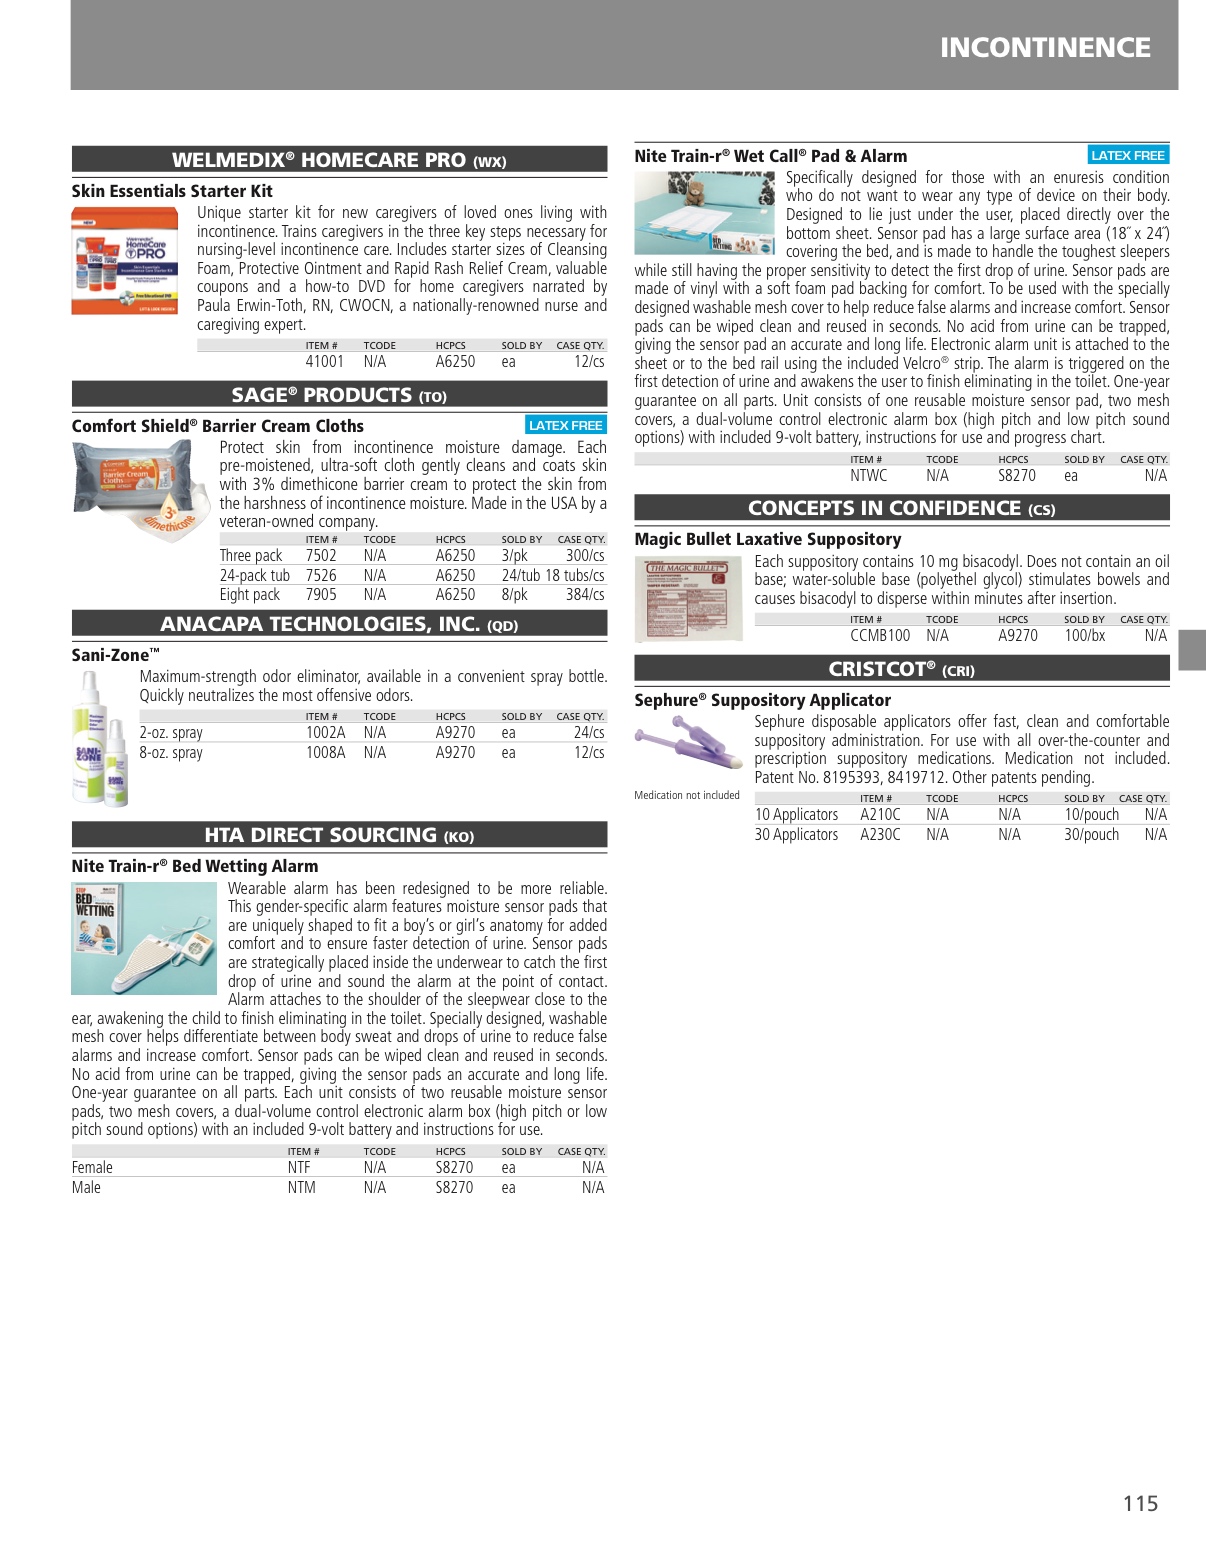 INCONTINENCE
WELMEDIX® HOMECARE PRO (WX)
Skin Essentials Starter Kit
Unique starter kit for new caregivers of loved ones living with
incontinence. Trains caregivers in the three key steps necessary for
nursing-level incontinence care. Includes starter sizes of Cleansing
Foam, Protective Ointment and Rapid Rash Relief Cream, valuable
coupons and a how-to DVD for home caregivers narrated by
Paula Erwin-Toth, RN, CWOCN, a nationally-renowned nurse and
caregiving expert.
HomeCare
PRO
ITEM # TCODE HCPCS SOLD BY CASE QTY.
41001 N/A A6250 ea 12/cs
SAGE® PRODUCTS (TO)
Comfort Shield® Barrier Cream Cloths LATEX FREE
Protect skin from incontinence moisture damage. Each
pre-moistened, ultra-soft cloth gently cleans and coats skin
with 3% dimethicone barrier cream to protect the skin from
the harshness of incontinence moisture. Made in the USA by a
veteran-owned company.
Barrier Cream
Cloths
3%
dimethicone
ITEM # TCODE HCPCS SOLD BY CASE QTY.
Three pack 7502 N/A A6250 3/pk 300/cs
24-pack tub 7526 N/A A6250 24/tub 18 tubs/cs
Eight pack 7905 N/A A6250 8/pk 384/cs
ANACAPA TECHNOLOGIES, INC. (QD)
Sani-Zone™
Maximum-strength odor eliminator, available in a convenient spray bottle.
Quickly neutralizes the most offensive odors.
SANI-
ZONE
SANI-
ZONE
ITEM # TCODE HCPCS SOLD BY CASE QTY.
2-oz. spray 1002A N/A A9270 ea 24/cs
8-oz. spray 1008A N/A A9270 ea 12/cs
HTA DIRECT SOURCING (KO)
Nite Train-r® Bed Wetting Alarm
STOP
BED
WETTING
Wearable alarm has been redesigned to be more reliable.
This gender-specific alarm features moisture sensor pads that
are uniquely shaped to fit a boy's or girl's anatomy for added
comfort and to ensure faster detection of urine. Sensor pads
are strategically placed inside the underwear to catch the first
drop of urine and sound the alarm at the point of contact.
Alarm attaches to the shoulder of the sleepwear close to the
ear, awakening the child to finish eliminating in the toilet. Specially designed, washable
mesh cover helps differentiate between body sweat and drops of urine to reduce false
alarms and increase comfort. Sensor pads can be wiped clean and reused in seconds.
No acid from urine can be trapped, giving the sensor pads an accurate and long life.
One-year guarantee on all parts. Each unit consists of two reusable moisture sensor
pads, two mesh covers, a dual-volume control electronic alarm box (high pitch or low
pitch sound options) with an included 9-volt battery and instructions for use.
ITEM # TCODE HCPCS SOLD BY CASE QTY.
Female NTF N/A S8270 ea N/A
Male NTM N/A S8270 ea N/A
Nite Train-r® Wet Call® Pad & Alarm LATEX FREE
BED
WETTING
Specifically designed for those with an enuresis condition
who do not want to wear any type of device on their body.
Designed to lie just under the user, placed directly over the
bottom sheet. Sensor pad has a large surface area (18˝ x 24˝)
covering the bed, and is made to handle the toughest sleepers
while still having the proper sensitivity to detect the first drop of urine. Sensor pads are
made of vinyl with a soft foam pad backing for comfort. To be used with the specially
designed washable mesh cover to help reduce false alarms and increase comfort. Sensor
pads can be wiped clean and reused in seconds. No acid from urine can be trapped,
giving the sensor pad an accurate and long life. Electronic alarm unit is attached to the
sheet or to the bed rail using the included Velcro® strip. The alarm is triggered on the
first detection of urine and awakens the user to finish eliminating in the toilet. One-year
guarantee on all parts. Unit consists of one reusable moisture sensor pad, two mesh
covers, a dual-volume control electronic alarm box (high pitch and low pitch sound
options) with included 9-volt battery, instructions for use and progress chart.
ITEM # TCODE HCPCS SOLD BY CASE QTY.
NTWC N/A S8270 ea N/A
CONCEPTS IN CONFIDENCE (CS)
Magic Bullet Laxative Suppository
THE MAGIC BULLET™
Each suppository contains 10 mg bisacodyl. Does not contain an oil
base; water-soluble base (polyethel glycol) stimulates bowels and
causes bisacodyl to disperse within minutes after insertion.
ITEM # TCODE HCPCS SOLD BY CASE QTY.
CCMB100 N/A A9270 100/bx N/A
CRISTCOT® (CRI)
Sephure® Suppository Applicator
Sephure disposable applicators offer fast, clean and comfortable
suppository administration. For use with all over-the-counter and
prescription suppository medications. Medication not included.
Patent No. 8195393, 8419712. Other patents pending.
Medication not included
ITEM # TCODE HCPCS SOLD BY CASE QTY.
10 Applicators A210C N/A N/A 10/pouch N/A
30 Applicators A230C N/A N/A 30/pouch N/A
115